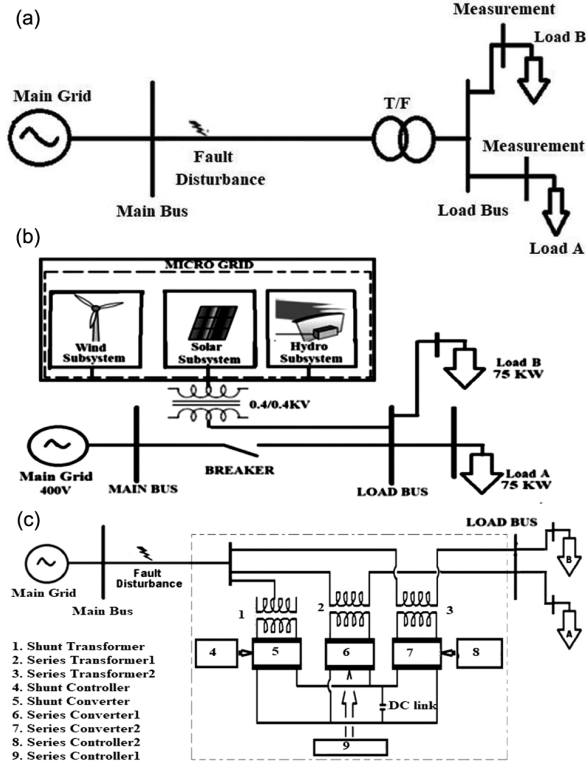 (a)
Main Grid
Main Bus
Fault
Disturbance
T/F
Load Bus
Measurement
Load B
Measurement
Load A
(b)
MICRO GRID
Wind
Subsystem
Solar
Subsystem
Hydro
Subsystem
0.4/0.4KV
Main Grid
400V
MAIN BUS
BREAKER
LOAD BUS
Load B
75 KW
Load A
75 KW
(c)
Main Grid
Main Bus
Fault
Disturbance
LOAD BUS
B
A
1
2
3
4
5
6
7
8
DC link
9
1. Shunt Transformer
2. Series Transformer1
3. Series Transformer2
4. Shunt Controller
5. Shunt Converter
6. Series Converter1
7. Series Converter2
8. Series Controller2
9. Series Controller1